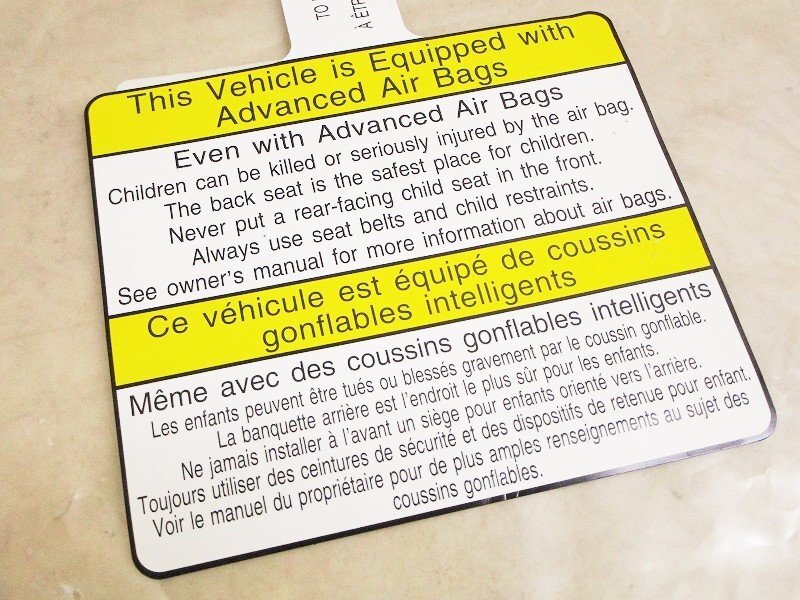 TO
À ÊTR
This Vehicle is Equipped with
Advanced Air Bags
Even with Advanced Air Bags
Children can be killed or seriously injured by the air bag.
The back seat is the safest place for children.
Never put a rear-facing child seat in the front.
Always use seat belts and child restraints.
See owner's manual for more information about air bags.
Ce véhicule est équipé de coussins
gonflables intelligents
Même avec des coussins gonflables intelligents
Les enfants peuvent être tués ou blessés gravement par le coussin gonflable.
La banquette arrière est l'endroit le plus sûr pour les enfants.
Ne jamais installer à l'avant un siège pour enfants orienté vers l'arrière.
Toujours utiliser des ceintures de sécurité et des dispositifs de retenue pour enfant.
Voir le manuel du propriétaire pour de plus amples renseignements au sujet des
coussins gonflables.